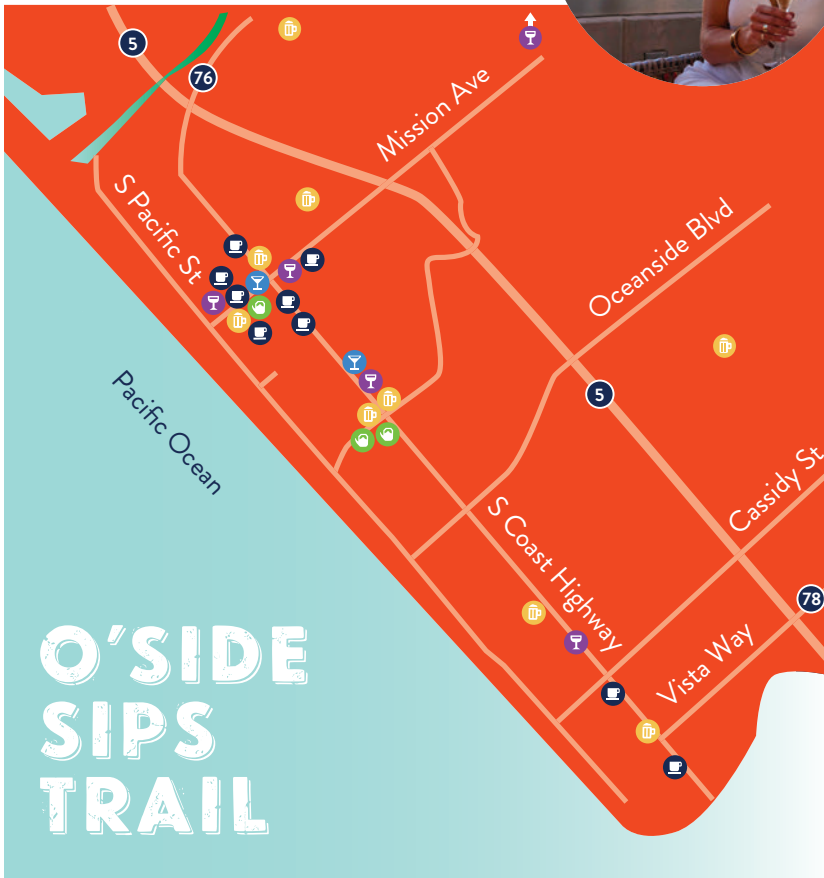 5
76
Mission Ave
S Pacific St
Oceanside Blvd
Pacific Ocean
5
Cassidy St
S Coast Highway
78
Vista Way
O'SIDE
SIPS
TRAIL